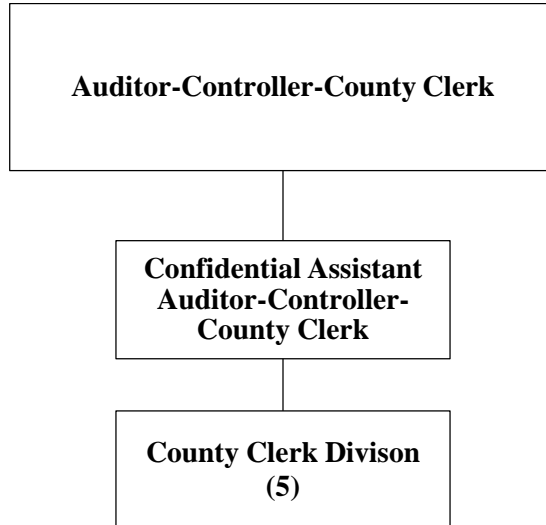 Auditor-Controller-County Clerk
Confidential Assistant
Auditor-Controller-
County Clerk
County Clerk Divison
(5)